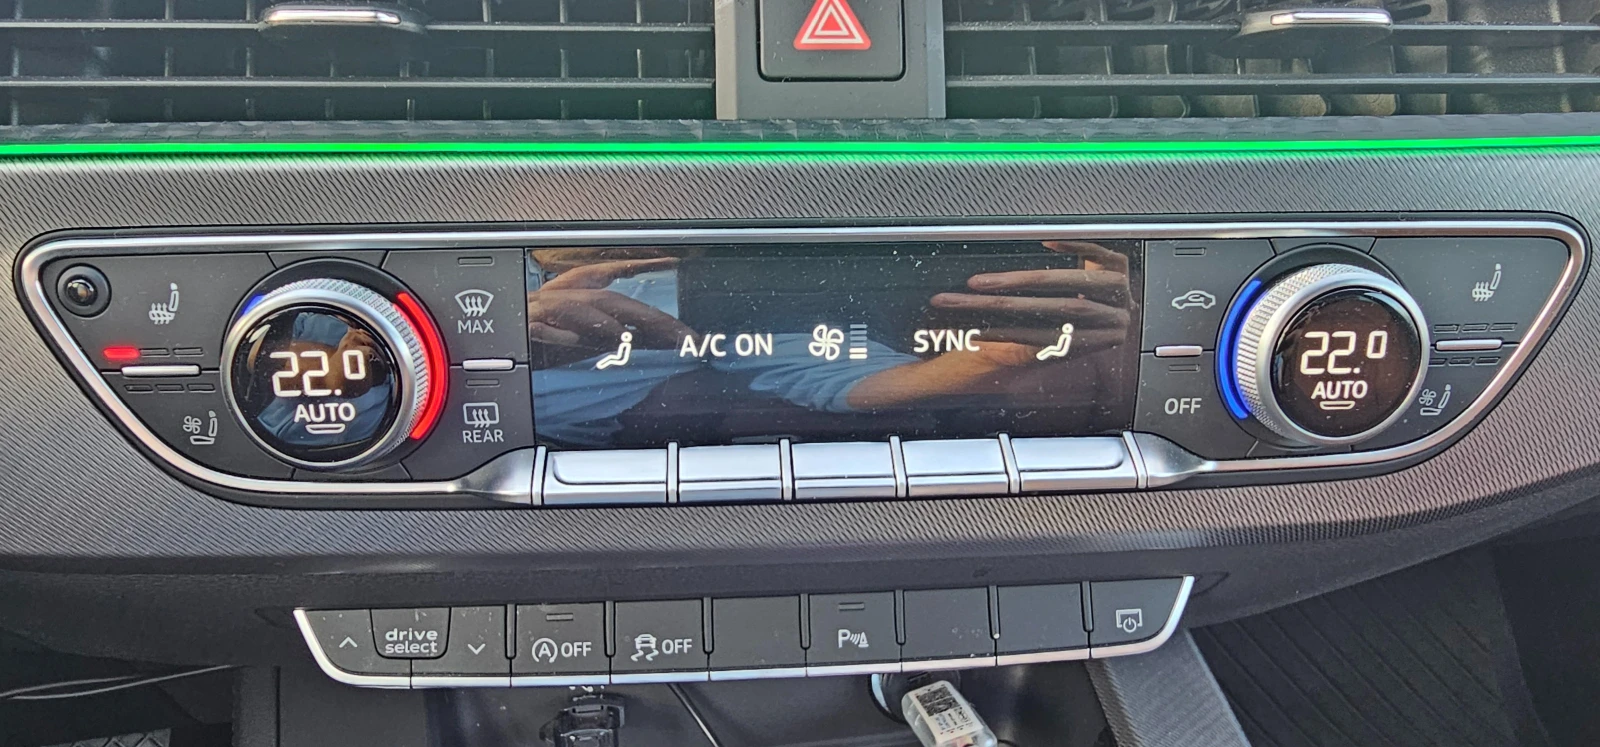 MAX
22.0
AUTO
REAR
A/C ON
SYNC
OFF
22.0
AUTO
drive
select
A OFF
OFF
P